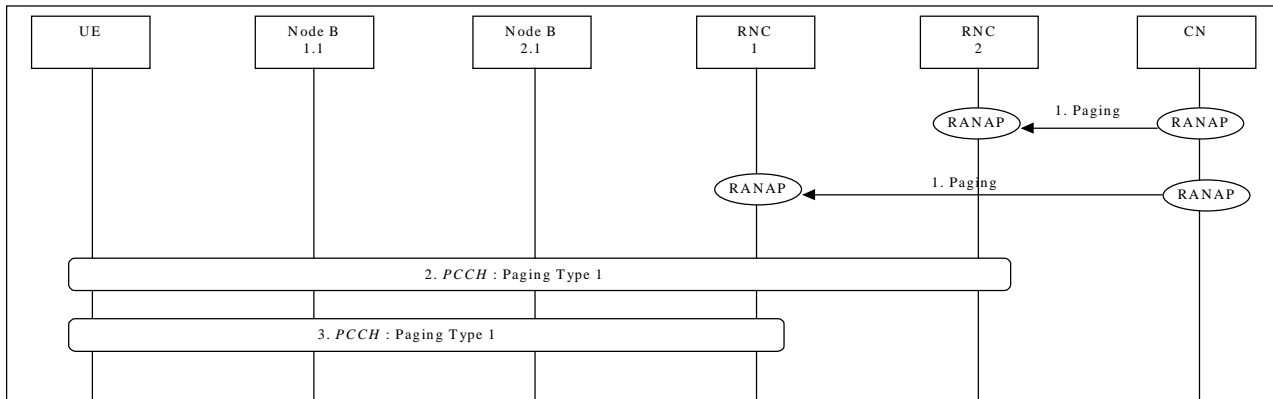 UE
Node B
1.1
Node B
2.1
RNC
1
RNC
2
CN
RANAP
1. Paging
RANAP
RANAP
1. Paging
RANAP
2. PCCH : Paging Type 1
3. PCCH : Paging Type 1